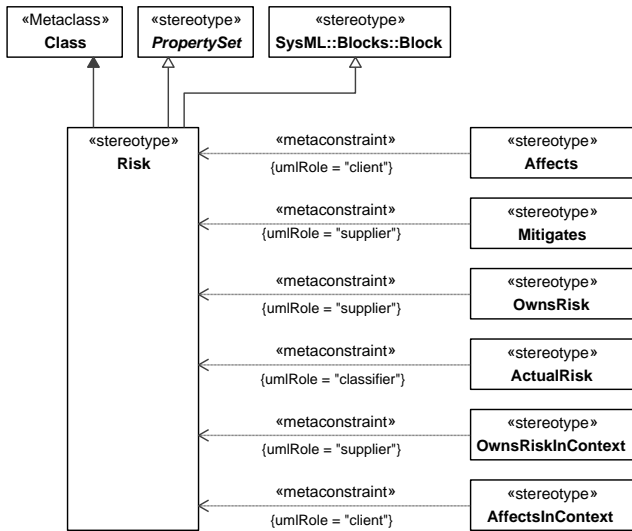 «Metaclass»
Class
«stereotype»
PropertySet
«stereotype»
SysML::Blocks::Block
«stereotype»
Risk
«metaconstraint»
{umlRole = "client"}
«stereotype»
Affects
«metaconstraint»
{umlRole = "supplier"}
«stereotype»
Mitigates
«metaconstraint»
{umlRole = "supplier"}
«stereotype»
OwnsRisk
«metaconstraint»
{umlRole = "classifier"}
«stereotype»
ActualRisk
«metaconstraint»
{umlRole = "supplier"}
«stereotype»
OwnsRiskInContext
«metaconstraint»
{umlRole = "client"}
«stereotype»
AffectsInContext